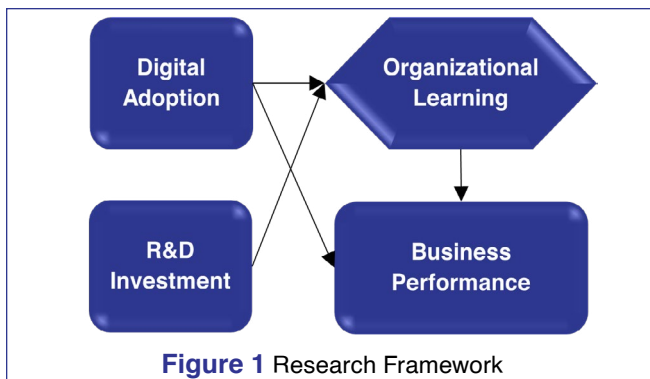 Digital
Adoption
Organizational
Learning
R&D
Investment
Business
Performance
Figure 1 Research Framework